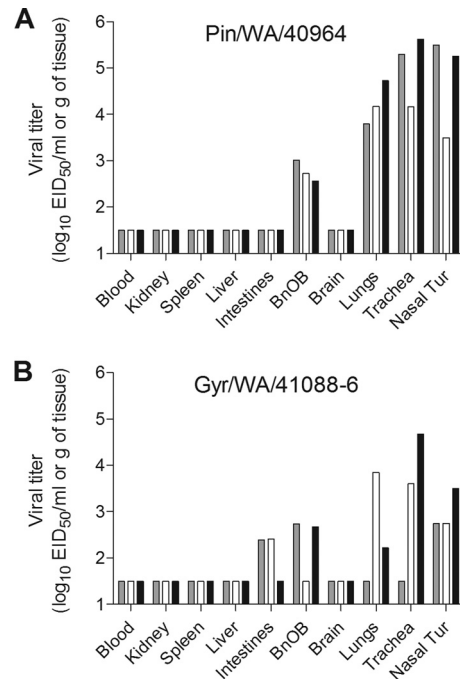 A
Pin/WA/40964
Viral titer
(log10 EID50/ml or g of tissue)
6
5
4
3
2
1
Blood
Kidney
Spleen
Liver
Intestines
BnOB
Brain
Lungs
Trachea
Nasal Tur
B
Gyr/WA/41088-6
Viral titer
(log10 EID50/ml or g of tissue)
6
5
4
3
2
1
Blood
Kidney
Spleen
Liver
Intestines
BnOB
Brain
Lungs
Trachea
Nasal Tur